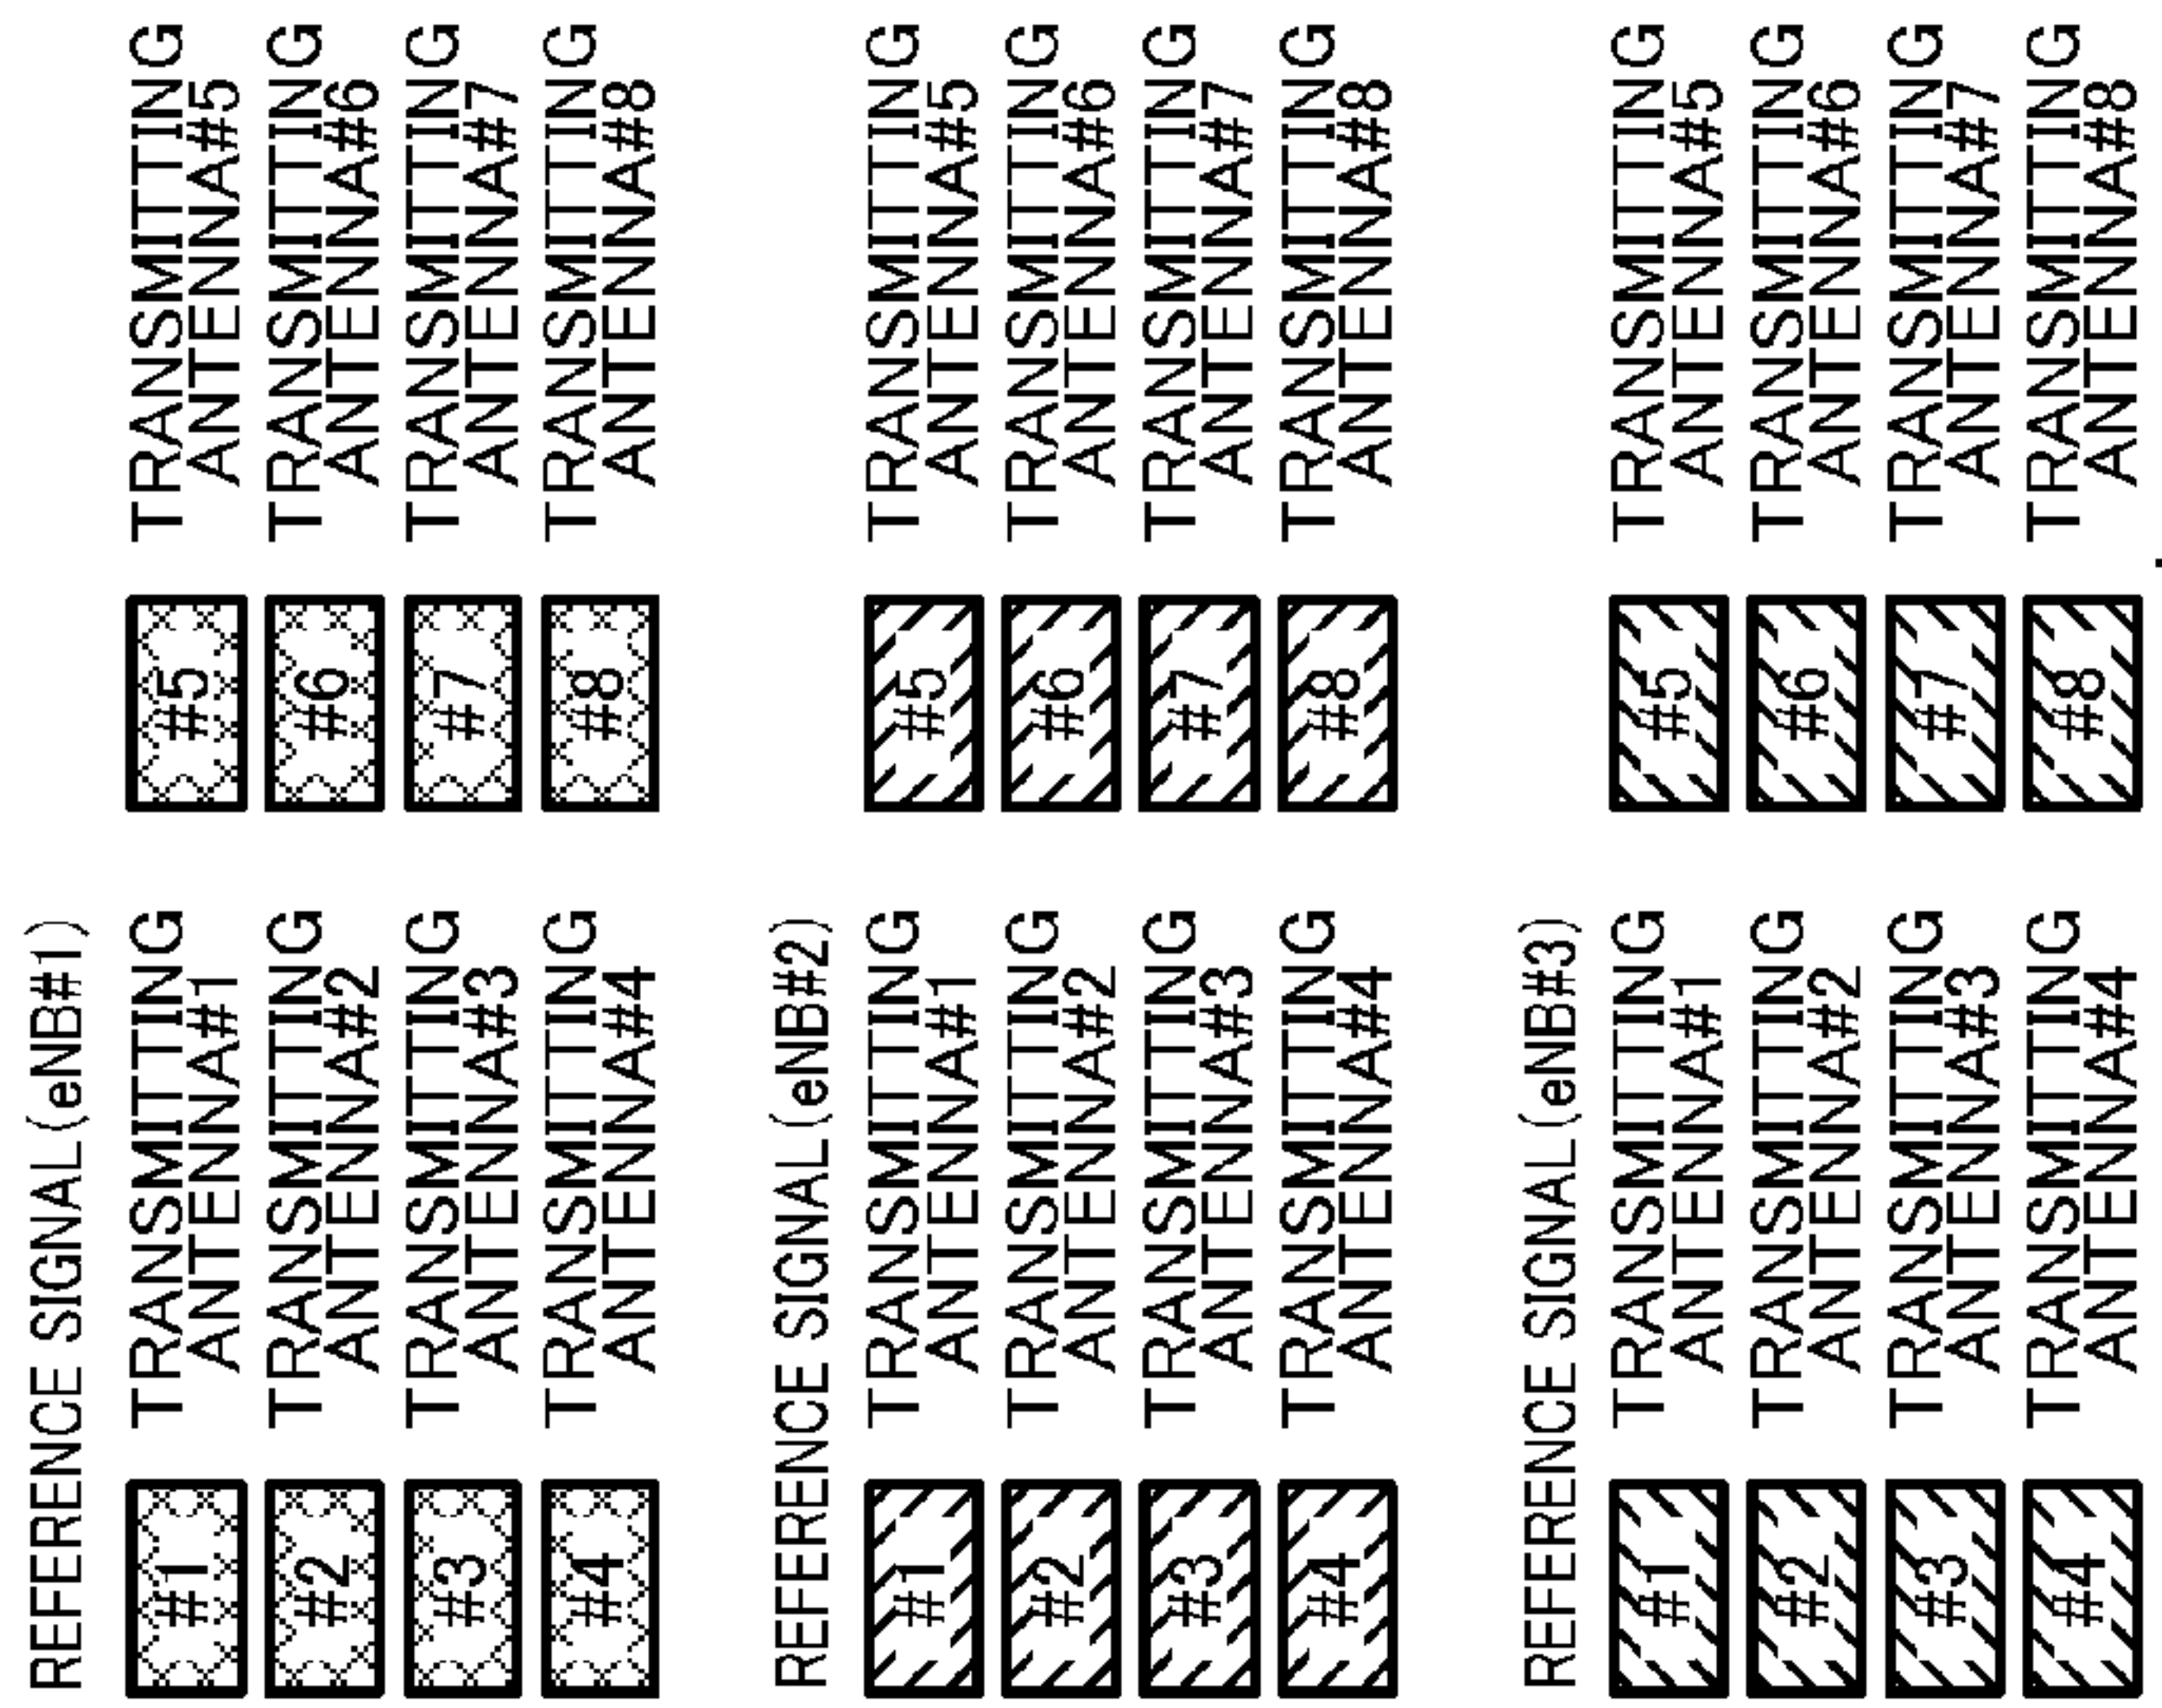 REFERENCE SIGNAL(eNB#1)
#1 TRANSMITTING ANTENNA#1
#5 TRANSMITTING ANTENNA#5
#2 TRANSMITTING ANTENNA#2
#6 TRANSMITTING ANTENNA#6
#3 TRANSMITTING ANTENNA#3
#7 TRANSMITTING ANTENNA#7
#4 TRANSMITTING ANTENNA#4
#8 TRANSMITTING ANTENNA#8
REFERENCE SIGNAL(eNB#2)
#1 TRANSMITTING ANTENNA#1
#5 TRANSMITTING ANTENNA#5
#2 TRANSMITTING ANTENNA#2
#6 TRANSMITTING ANTENNA#6
#3 TRANSMITTING ANTENNA#3
#7 TRANSMITTING ANTENNA#7
#4 TRANSMITTING ANTENNA#4
#8 TRANSMITTING ANTENNA#8
REFERENCE SIGNAL(eNB#3)
#1 TRANSMITTING ANTENNA#1
#5 TRANSMITTING ANTENNA#5
#2 TRANSMITTING ANTENNA#2
#6 TRANSMITTING ANTENNA#6
#3 TRANSMITTING ANTENNA#3
#7 TRANSMITTING ANTENNA#7
#4 TRANSMITTING ANTENNA#4
#8 TRANSMITTING ANTENNA#8